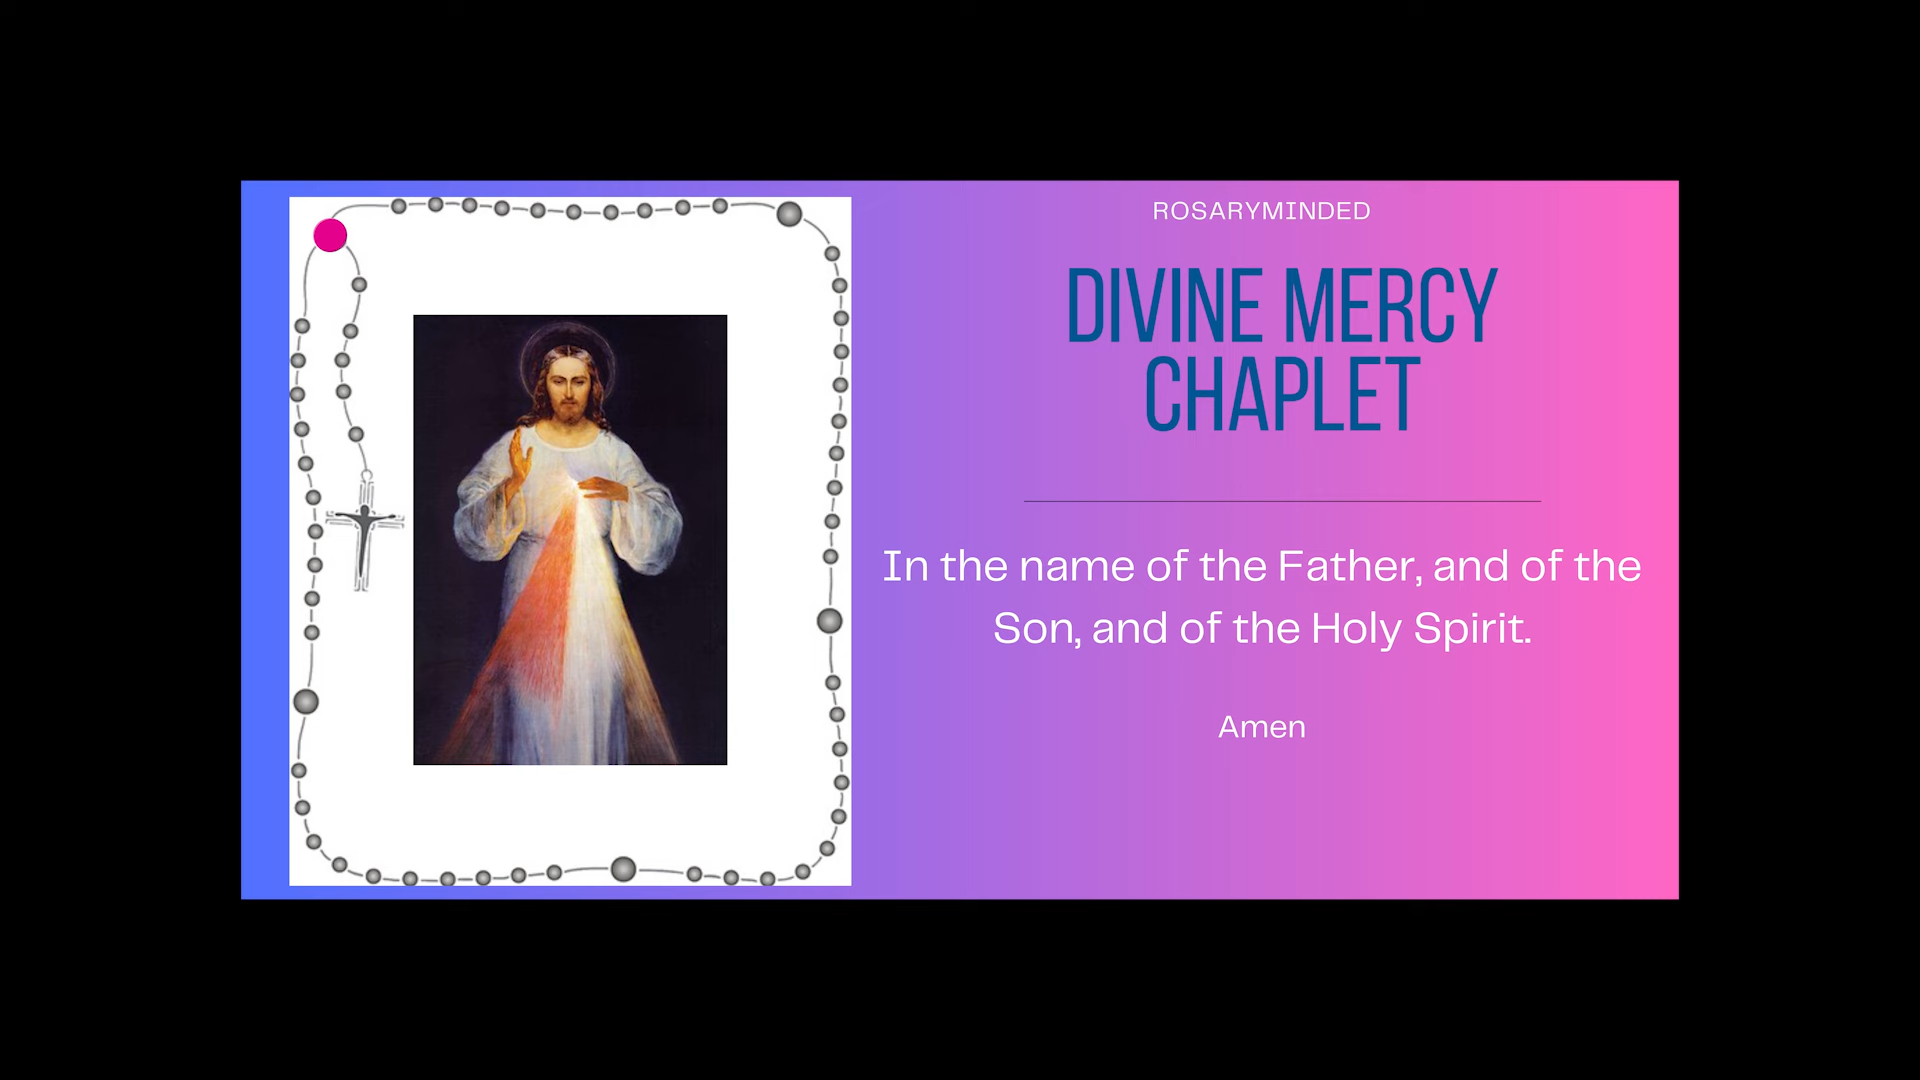 ROSARYMINDED
DIVINE MERCY
CHAPLET
In the name of the Father, and of the
Son, and of the Holy Spirit.
Amen